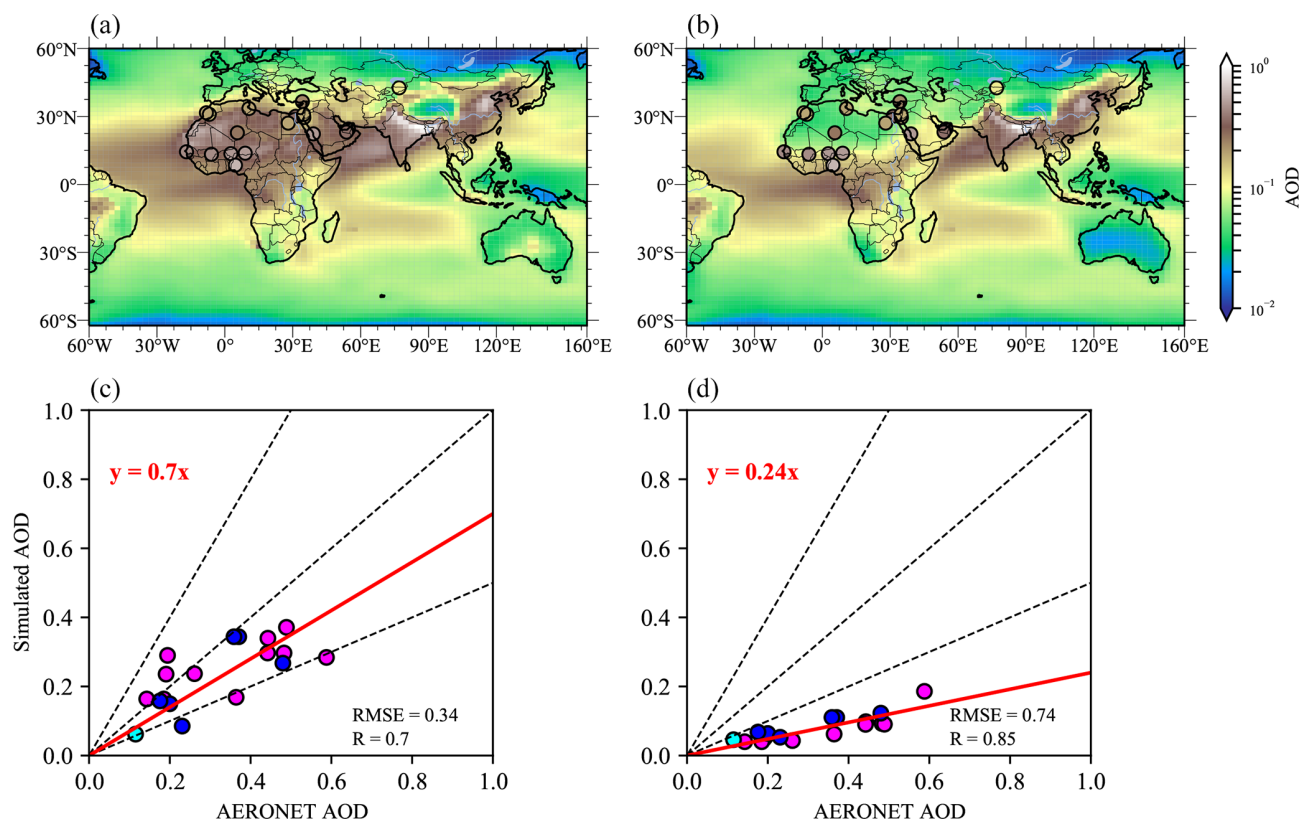 (a)
(b)
60°N
30°N
0°
30°S
60°S
60°W
30°W
0°
30°E
60°E
90°E
120°E
160°E
60°N
30°N
0°
30°S
60°S
60°W
30°W
0°
30°E
60°E
90°E
120°E
160°E
10⁰
10⁻¹
10⁻²
AOD
(c)
1.0
0.8
0.6
0.4
0.2
0.0
Simulated AOD
y = 0.7x
RMSE = 0.34
R = 0.7
0.0 0.2 0.4 0.6 0.8 1.0
AERONET AOD
(d)
1.0
0.8
0.6
0.4
0.2
0.0
y = 0.24x
RMSE = 0.74
R = 0.85
0.0 0.2 0.4 0.6 0.8 1.0
AERONET AOD